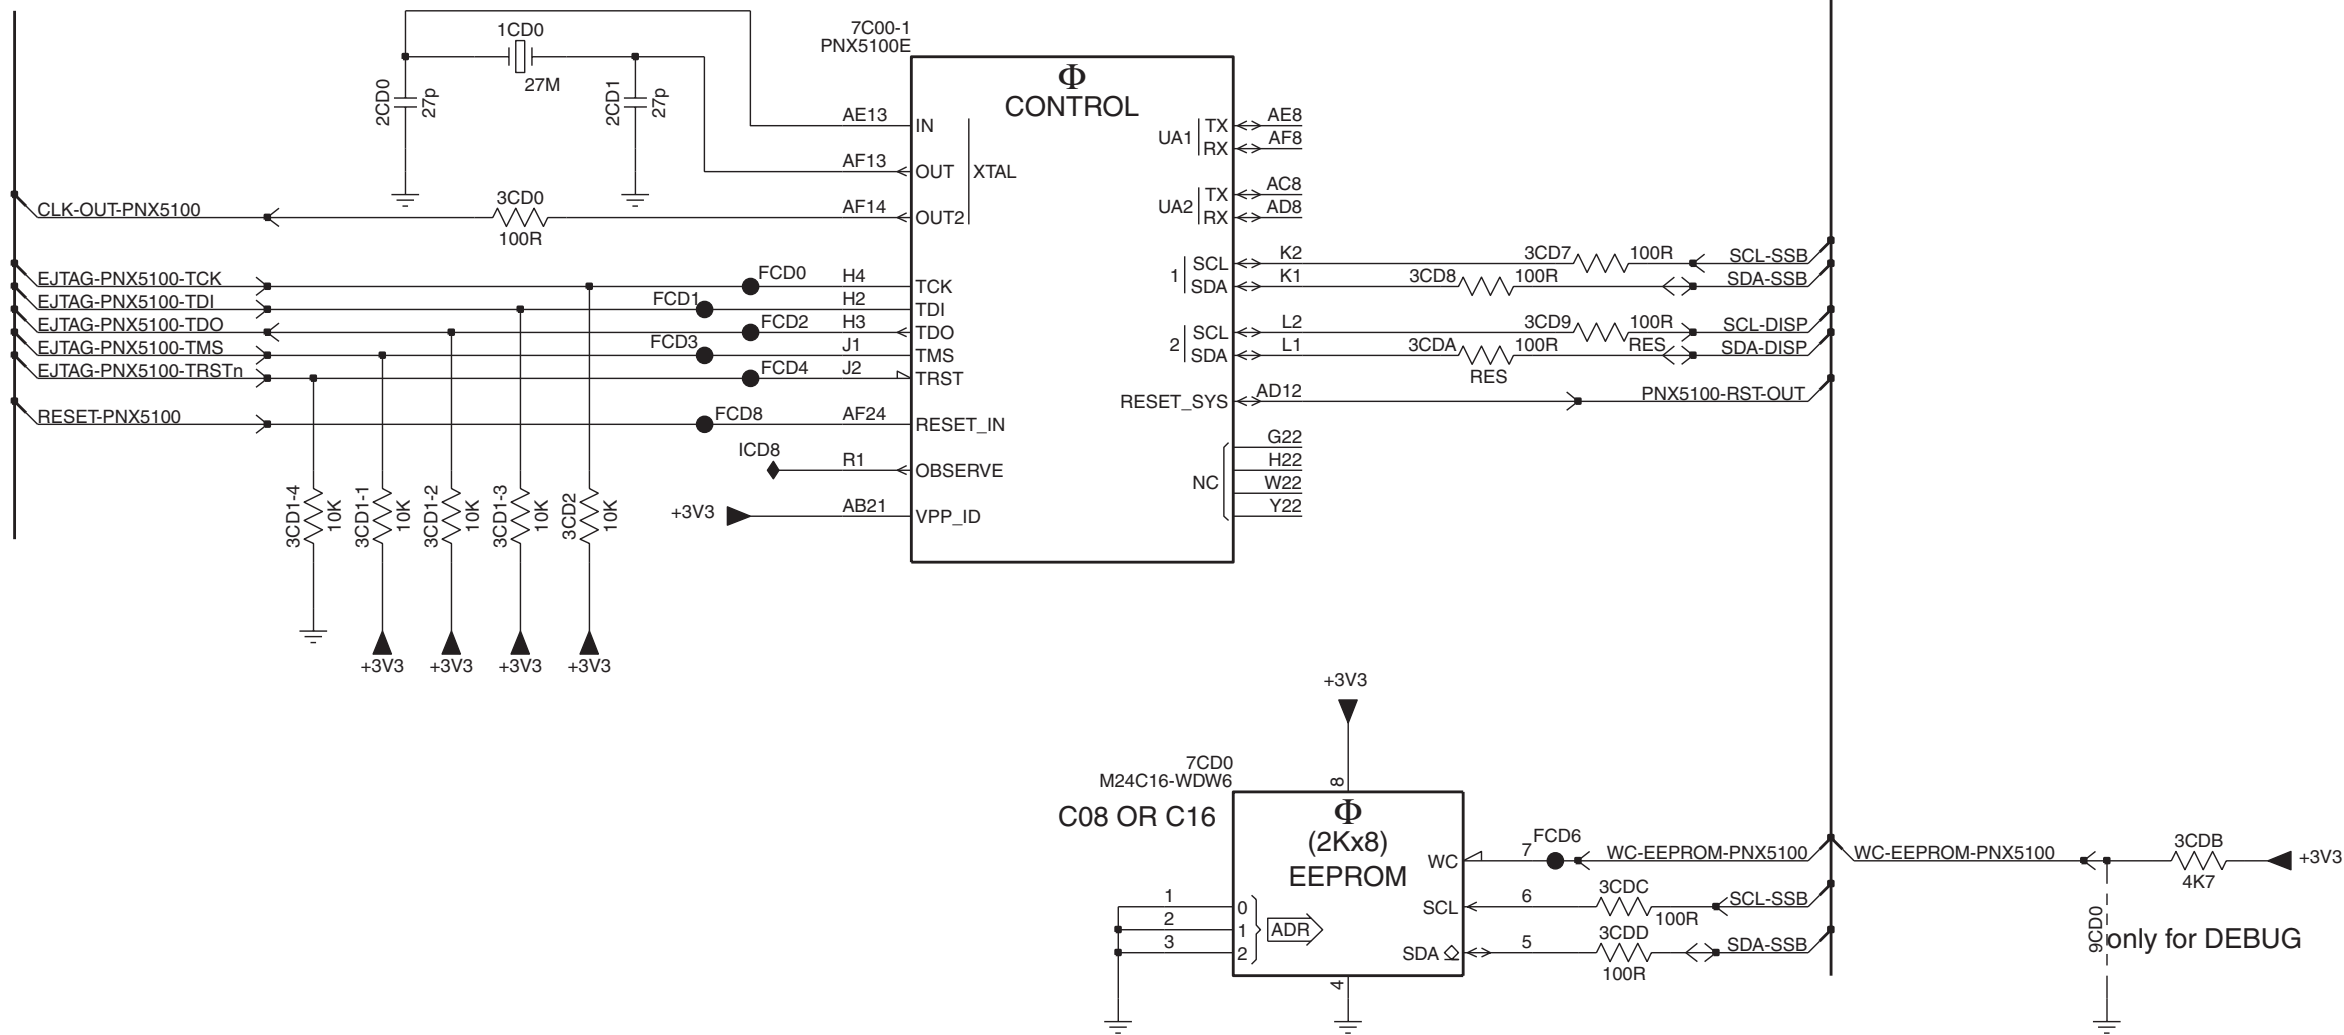 1CD0
27M
2CD0
27p
2CD1
27p
7C00-1
PNX5100E
Φ
CONTROL
AE13
IN
AF13
OUT
XTAL
AF14
OUT2
CLK-OUT-PNX5100
3CD0
100R
EJTAG-PNX5100-TCK
FCD0
H4
TCK
EJTAG-PNX5100-TDI
FCD1
H2
TDI
EJTAG-PNX5100-TDO
FCD2
H3
TDO
EJTAG-PNX5100-TMS
FCD3
J1
TMS
EJTAG-PNX5100-TRSTn
FCD4
J2
TRST
RESET-PNX5100
FCD8
AF24
RESET_IN
ICD8
R1
OBSERVE
+3V3
AB21
VPP_ID
3CD1-4
10K
3CD1-1
10K
3CD1-2
10K
3CD1-3
10K
3CD2
10K
+3V3
+3V3
+3V3
+3V3
UA1
TX
AE8
RX
AF8
UA2
TX
AC8
RX
AD8
1
SCL
K2
3CD7
100R
SCL-SSB
SDA
K1
3CD8
100R
SDA-SSB
2
SCL
L2
3CD9
100R
SCL-DISP
SDA
L1
3CDA
100R
RES
SDA-DISP
RES
RESET_SYS
AD12
PNX5100-RST-OUT
NC
G22
H22
W22
Y22
+3V3
7CD0
M24C16-WDW6
C08 OR C16
8
Φ
(2Kx8)
EEPROM
WC
7
FCD6
WC-EEPROM-PNX5100
WC-EEPROM-PNX5100
3CDB
4K7
+3V3
SCL
6
3CDC
100R
SCL-SSB
SDA
5
3CDD
100R
SDA-SSB
1
0
2
1
3
2
ADR
4
9CD0
only for DEBUG